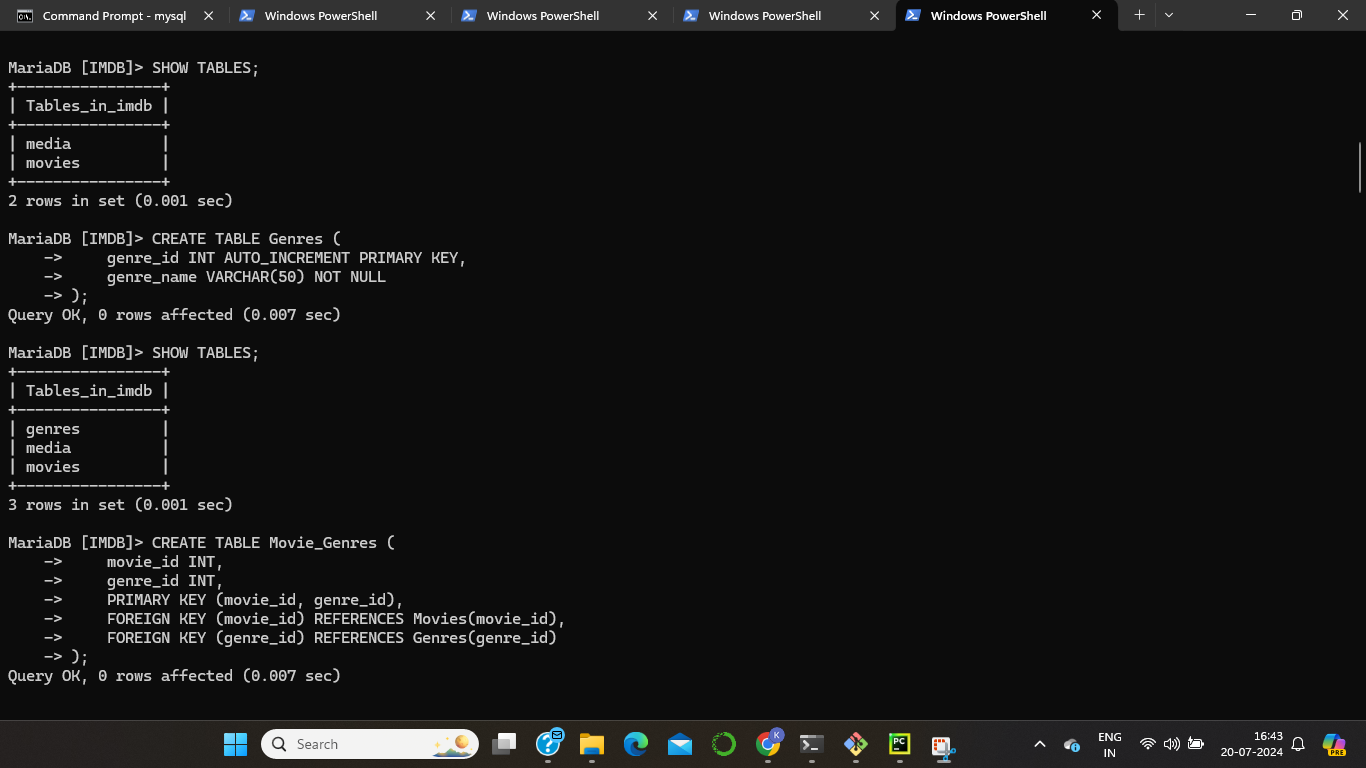 Command Prompt - mysql
Windows PowerShell
Windows PowerShell
Windows PowerShell
Windows PowerShell
MariaDB [IMDB]> SHOW TABLES;
+----------------+
| Tables_in_imdb |
+----------------+
| media          |
| movies         |
+----------------+
2 rows in set (0.001 sec)
MariaDB [IMDB]> CREATE TABLE Genres (
    ->     genre_id INT AUTO_INCREMENT PRIMARY KEY,
    ->     genre_name VARCHAR(50) NOT NULL
    -> );
Query OK, 0 rows affected (0.007 sec)
MariaDB [IMDB]> SHOW TABLES;
+----------------+
| Tables_in_imdb |
+----------------+
| genres         |
| media          |
| movies         |
+----------------+
3 rows in set (0.001 sec)
MariaDB [IMDB]> CREATE TABLE Movie_Genres (
    ->     movie_id INT,
    ->     genre_id INT,
    ->     PRIMARY KEY (movie_id, genre_id),
    ->     FOREIGN KEY (movie_id) REFERENCES Movies(movie_id),
    ->     FOREIGN KEY (genre_id) REFERENCES Genres(genre_id)
    -> );
Query OK, 0 rows affected (0.007 sec)
Search
K
PC
ENG
IN
16:43
20-07-2024
PRE